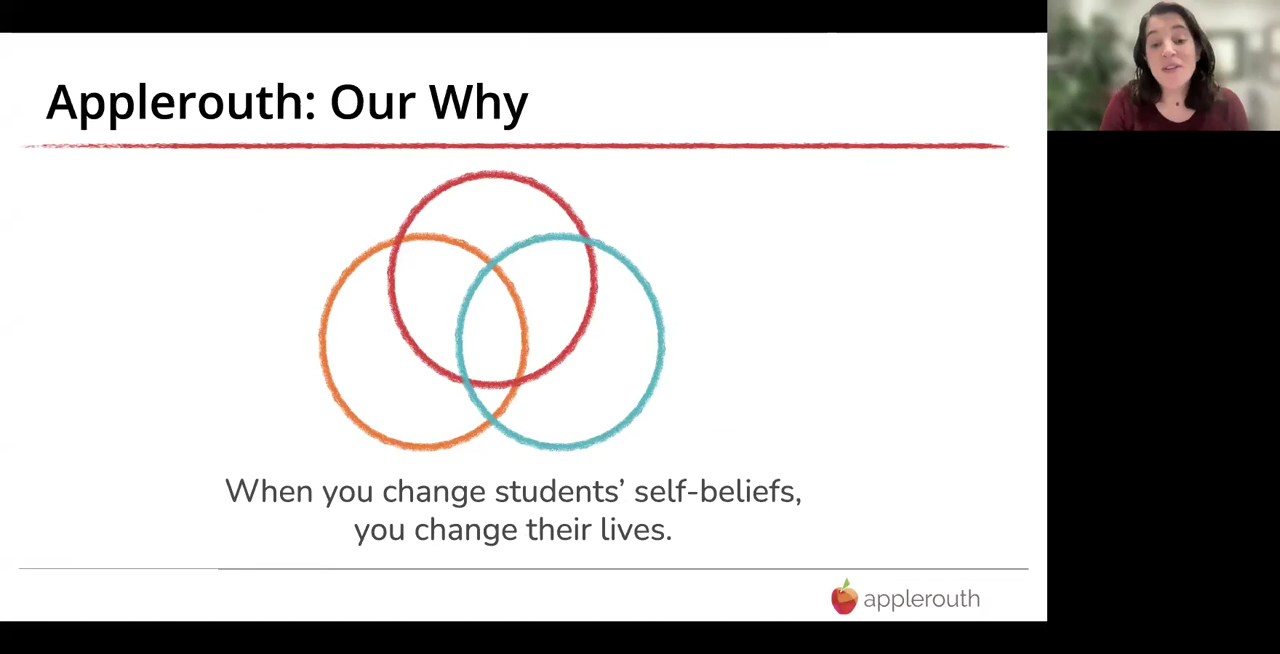 Applerouth: Our Why
When you change students’ self-beliefs,
you change their lives.
applerouth